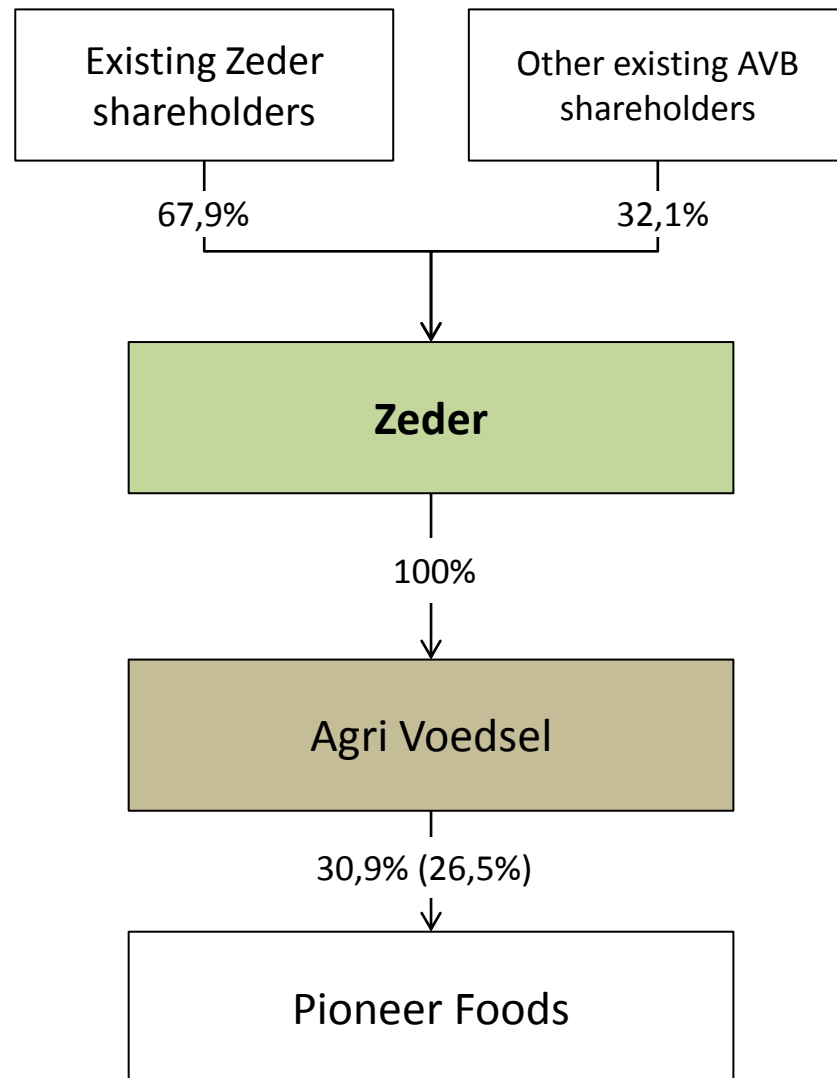 Existing Zeder
shareholders
Other existing AVB
shareholders
67,9%
32,1%
Zeder
100%
Agri Voedsel
30,9% (26,5%)
Pioneer Foods